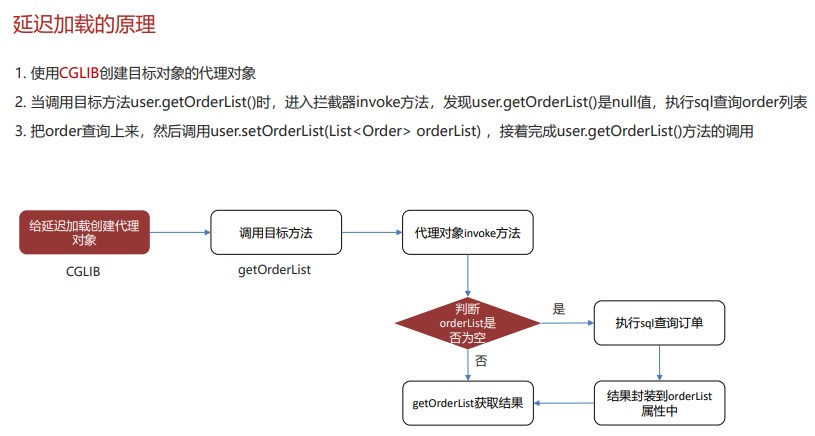 延迟加载的原理
1. 使用CGLIB创建目标对象的代理对象
2. 当调用目标方法user.getOrderList()时，进入拦截器invoke方法，发现user.getOrderList()是null值，执行sql查询order列表
3. 把order查询上来，然后调用user.setOrderList(List<Order> orderList) ，接着完成user.getOrderList()方法的调用
给延迟加载创建代理
对象
调用目标方法
代理对象invoke方法
CGLIB
getOrderList
判断
orderList是
否为空
是
执行sql查询订单
否
getOrderList获取结果
结果封装到orderList
属性中